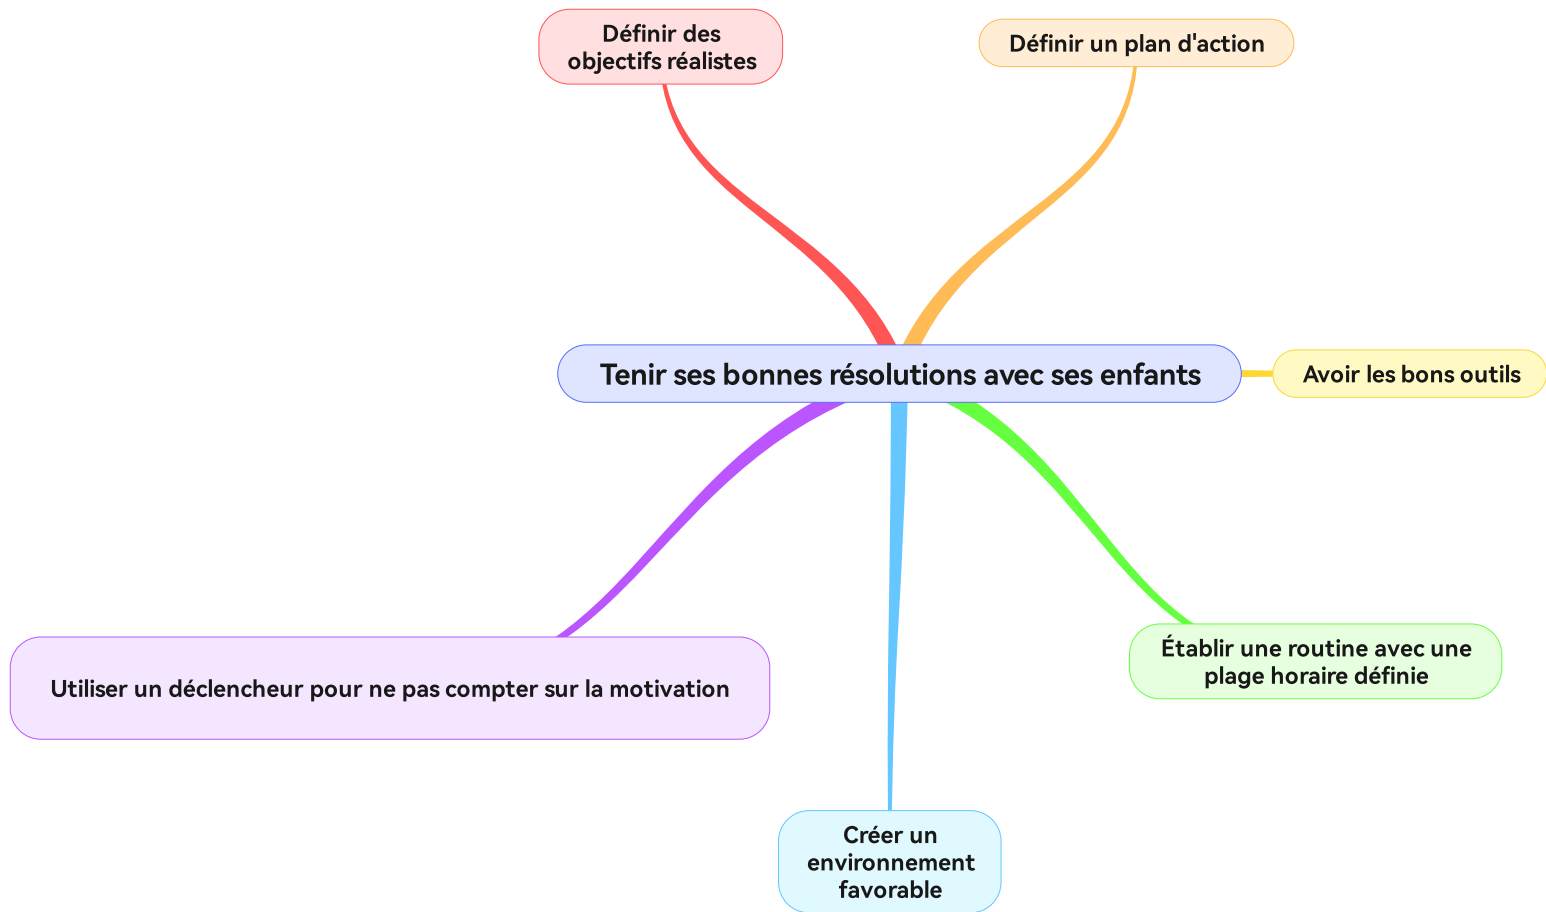 Définir des
objectifs réalistes
Définir un plan d'action
Tenir ses bonnes résolutions avec ses enfants
Avoir les bons outils
Établir une routine avec une
plage horaire définie
Utiliser un déclencheur pour ne pas compter sur la motivation
Créer un
environnement
favorable